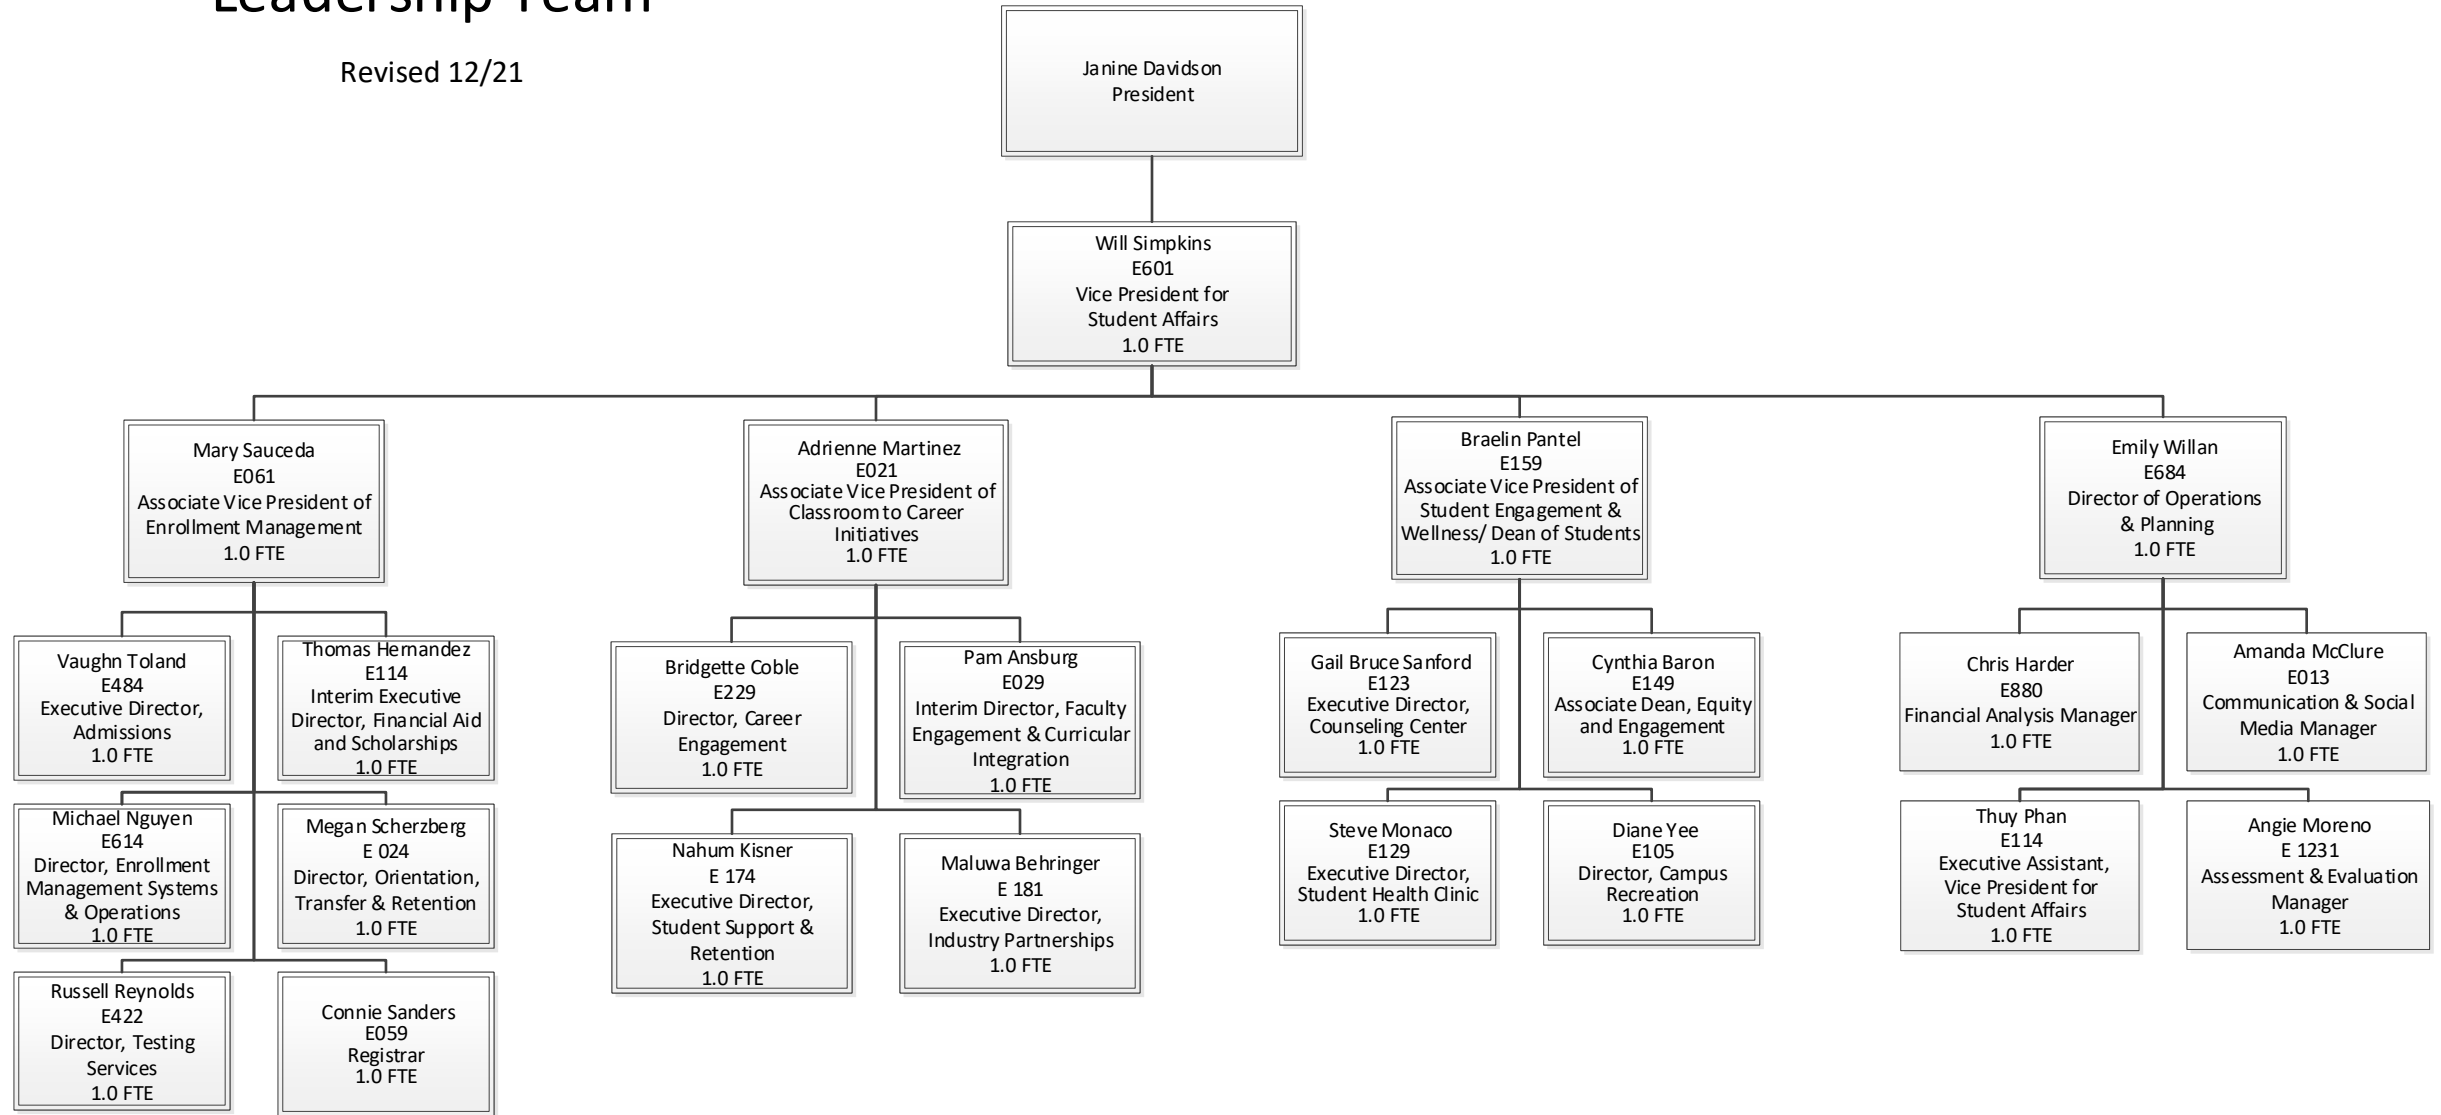 Leadership Team
Revised 12/21
Janine Davidson
President
Will Simpkins
E601
Vice President for
Student Affairs
1.0 FTE
Mary Sauceda
E061
Associate Vice President of
Enrollment Management
1.0 FTE
Adrienne Martinez
E021
Associate Vice President of
Classroom to Career
Initiatives
1.0 FTE
Braelin Pantel
E159
Associate Vice President of
Student Engagement &
Wellness/ Dean of Students
1.0 FTE
Emily Willan
E684
Director of Operations
& Planning
1.0 FTE
Vaughn Toland
E484
Executive Director,
Admissions
1.0 FTE
Thomas Hernandez
E114
Interim Executive
Director, Financial Aid
and Scholarships
1.0 FTE
Michael Nguyen
E614
Director, Enrollment
Management Systems
& Operations
1.0 FTE
Megan Scherzberg
E 024
Director, Orientation,
Transfer & Retention
1.0 FTE
Russell Reynolds
E422
Director, Testing
Services
1.0 FTE
Connie Sanders
E059
Registrar
1.0 FTE
Bridgette Coble
E229
Director, Career
Engagement
1.0 FTE
Pam Ansburg
E029
Interim Director, Faculty
Engagement & Curricular
Integration
1.0 FTE
Nahum Kisner
E 174
Executive Director,
Student Support &
Retention
1.0 FTE
Maluwa Behringer
E 181
Executive Director,
Industry Partnerships
1.0 FTE
Gail Bruce Sanford
E123
Executive Director,
Counseling Center
1.0 FTE
Cynthia Baron
E149
Associate Dean, Equity
and Engagement
1.0 FTE
Steve Monaco
E129
Executive Director,
Student Health Clinic
1.0 FTE
Diane Yee
E105
Director, Campus
Recreation
1.0 FTE
Chris Harder
E880
Financial Analysis Manager
1.0 FTE
Amanda McClure
E013
Communication & Social
Media Manager
1.0 FTE
Thuy Phan
E114
Executive Assistant,
Vice President for
Student Affairs
1.0 FTE
Angie Moreno
E 1231
Assessment & Evaluation
Manager
1.0 FTE